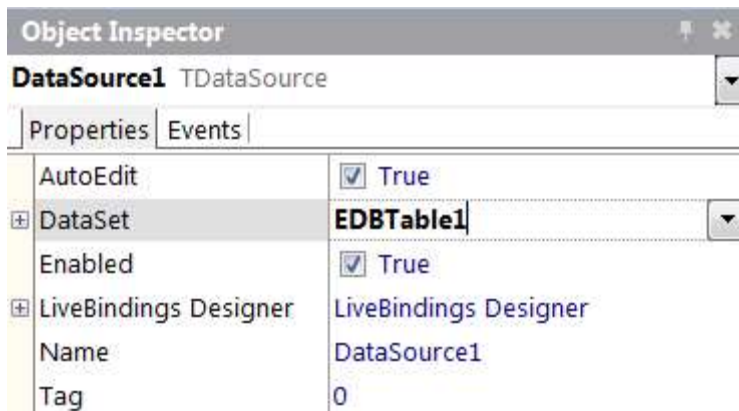 Object Inspector
DataSource1 TDataSource
Properties Events
AutoEdit True
DataSet EDBTable1
Enabled True
LiveBindings Designer LiveBindings Designer
Name DataSource1
Tag 0